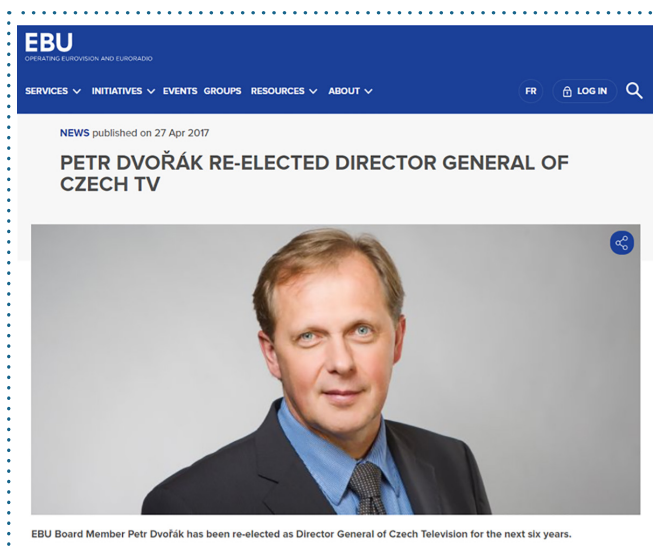 EBU
OPERATING EUROVISION AND EURORADIO
SERVICES INITIATIVES EVENTS GROUPS RESOURCES ABOUT FR LOG IN
NEWS published on 27 Apr 2017
PETR DVOŘÁK RE-ELECTED DIRECTOR GENERAL OF
CZECH TV
EBU Board Member Petr Dvořák has been re-elected as Director General of Czech Television for the next six years.